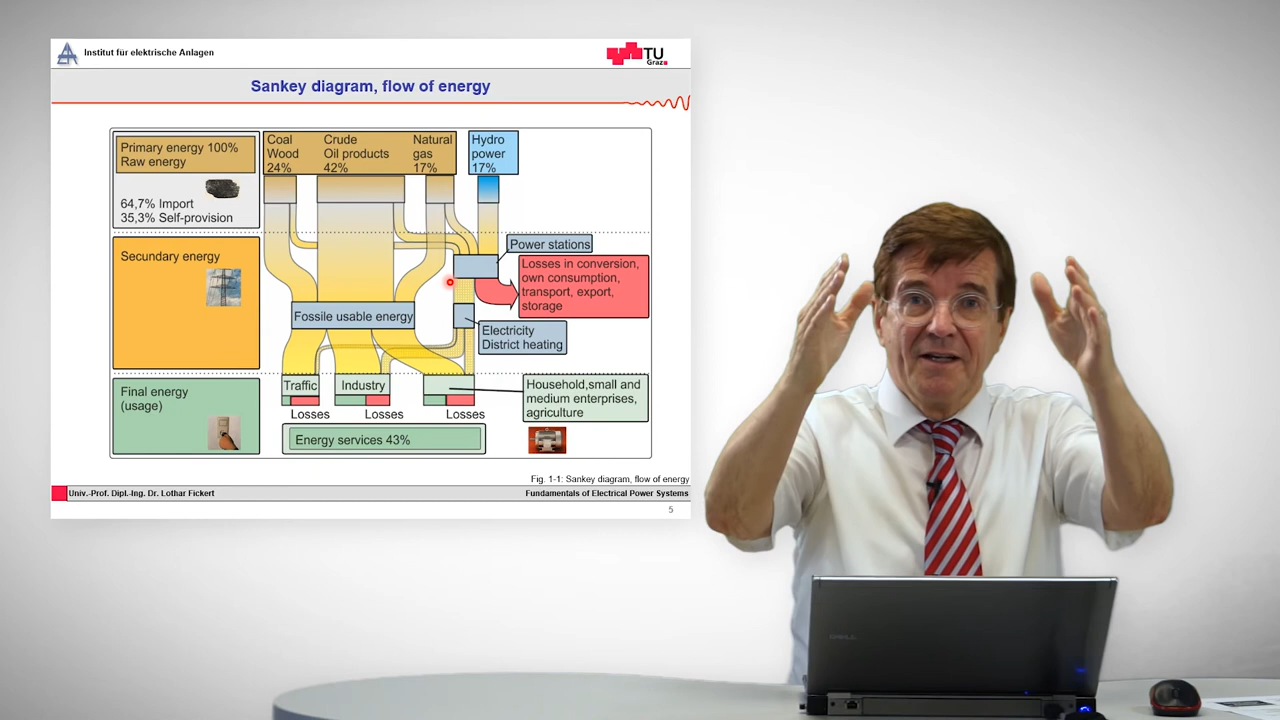 Institut für elektrische Anlagen
TU
Graz
Sankey diagram, flow of energy
Primary energy 100%
Raw energy
64,7% Import
35,3% Self-provision
Coal
Wood
24%
Crude
Oil products
42%
Natural
gas
17%
Hydro
power
17%
Power stations
Secundary energy
Losses in conversion,
own consumption,
transport, export,
storage
Fossile usable energy
Electricity
District heating
Final energy
(usage)
Traffic
Industry
Household,small and
medium enterprises,
agriculture
Losses
Losses
Losses
Energy services 43%
Fig. 1-1: Sankey diagram, flow of energy
Univ.-Prof. Dipl.-Ing. Dr. Lothar Fickert
Fundamentals of Electrical Power Systems
5
DELL